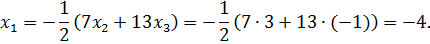 x₁ = −1/2 (7x₂ + 13x₃) = −1/2 (7 · 3 + 13 · (−1)) = −4.